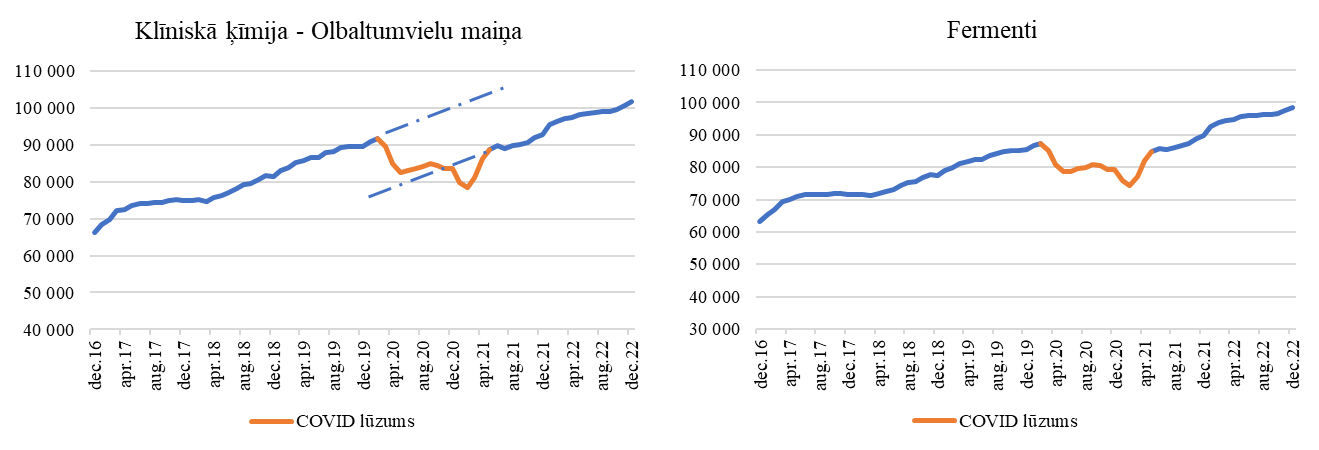 Klīniskā ķīmija - Olbaltumvielu maiņa
110 000
100 000
90 000
80 000
70 000
60 000
50 000
40 000
dec.16
apr.17
aug.17
dec.17
apr.18
aug.18
dec.18
apr.19
aug.19
dec.19
apr.20
aug.20
dec.20
apr.21
aug.21
dec.21
apr.22
aug.22
dec.22
COVID lūzums
Fermenti
110 000
100 000
90 000
80 000
70 000
60 000
50 000
40 000
30 000
dec.16
apr.17
aug.17
dec.17
apr.18
aug.18
dec.18
apr.19
aug.19
dec.19
apr.20
aug.20
dec.20
apr.21
aug.21
dec.21
apr.22
aug.22
dec.22
COVID lūzums